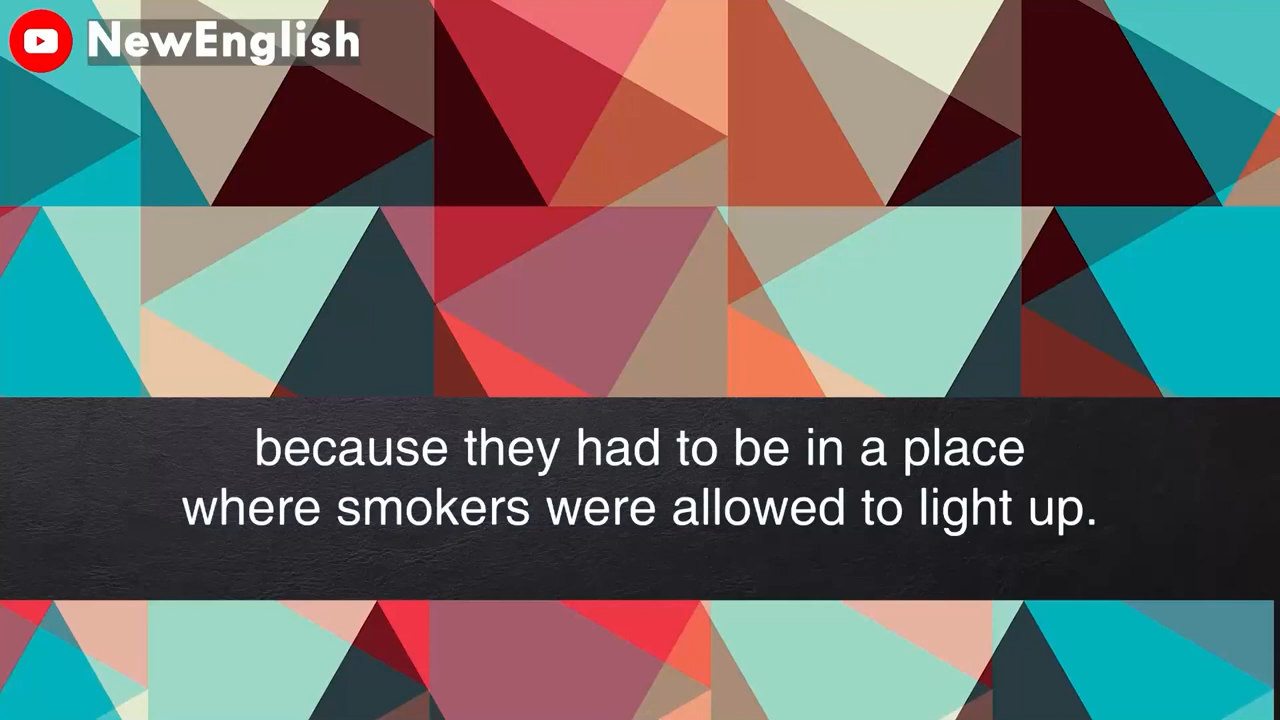 NewEnglish
because they had to be in a place
where smokers were allowed to light up.